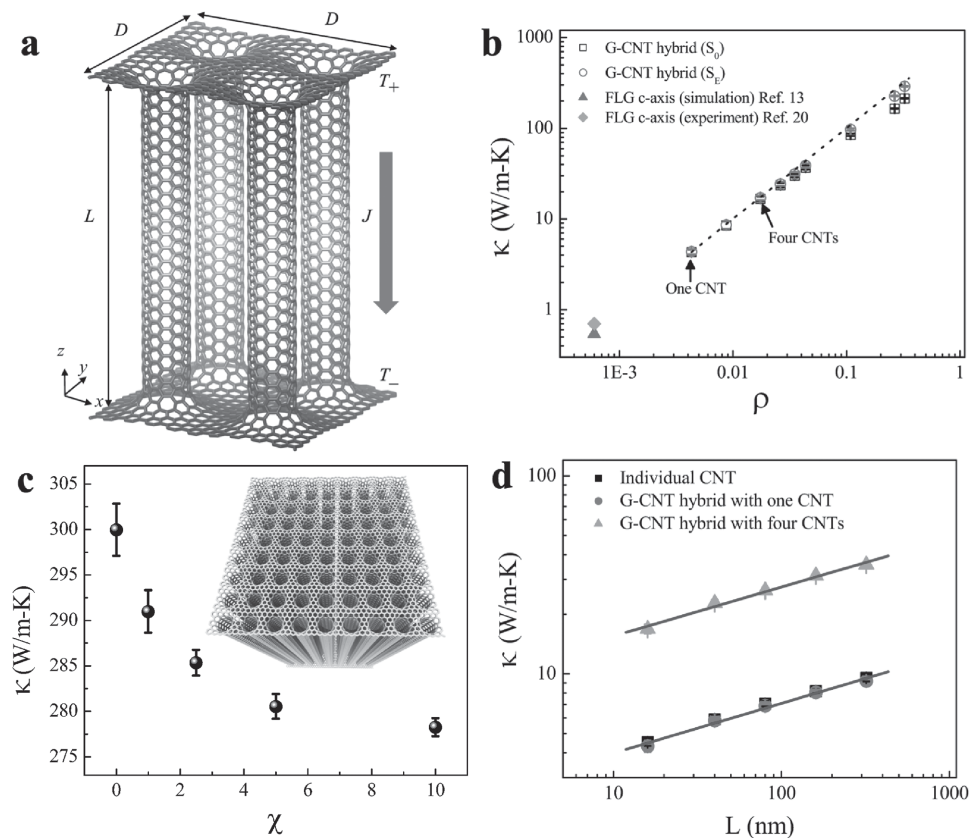 a
D
D
T+
L
J
T−
z
y
x
b
1000
100
10
1
κ (W/m-K)
G-CNT hybrid (S0)
G-CNT hybrid (SE)
FLG c-axis (simulation) Ref. 13
FLG c-axis (experiment) Ref. 20
Four CNTs
One CNT
1E-3
0.01
0.1
1
ρ
c
305
300
295
290
285
280
275
κ (W/m-K)
0
2
4
6
8
10
χ
d
100
10
κ (W/m-K)
Individual CNT
G-CNT hybrid with one CNT
G-CNT hybrid with four CNTs
10
100
1000
L (nm)